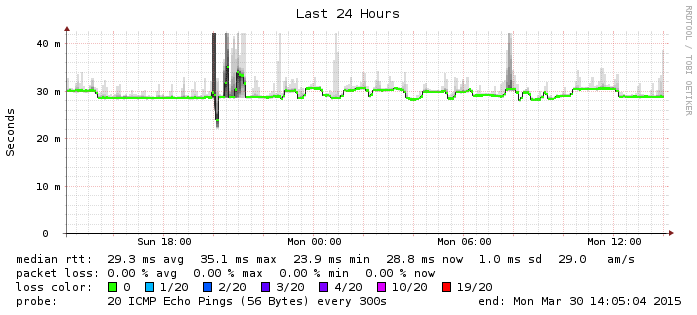 Last 24 Hours
RRDTOOL / TOBI OETIKER
Seconds
40 m
30 m
20 m
10 m
0
Sun 18:00 Mon 00:00 Mon 06:00 Mon 12:00
median rtt: 29.3 ms avg 35.1 ms max 23.9 ms min 28.8 ms now 1.0 ms sd 29.0 am/s
packet loss: 0.00 % avg 0.00 % max 0.00 % min 0.00 % now
loss color: 0 1/20 2/20 3/20 4/20 10/20 19/20
probe: 20 ICMP Echo Pings (56 Bytes) every 300s end: Mon Mar 30 14:05:04 2015